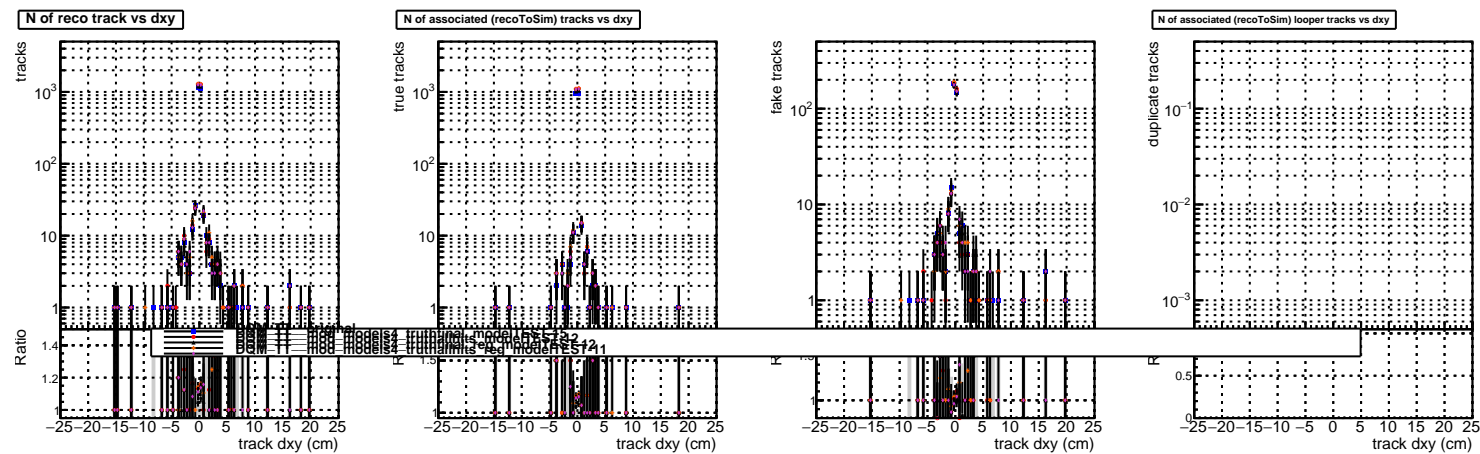 N of reco track vs dxy
N of associated (recoToSim) tracks vs dxy
N of associated (recoToSim) looper tracks vs dxy
tracks
10³
10²
10
1
Ratio
1.4
1.2
1
−25 −20 −15 −10 −5 0 5 10 15 20 25
track dxy (cm)
true tracks
10³
10²
10
1
1
−25 −20 −15 −10 −5 0 5 10 15 20 25
track dxy (cm)
fake tracks
10²
10
1
1
−25 −20 −15 −10 −5 0 5 10 15 20 25
track dxy (cm)
duplicate tracks
10⁻¹
10⁻²
10⁻³
0.5
0
−25 −20 −15 −10 −5 0 5 10 15 20 25
track dxy (cm)